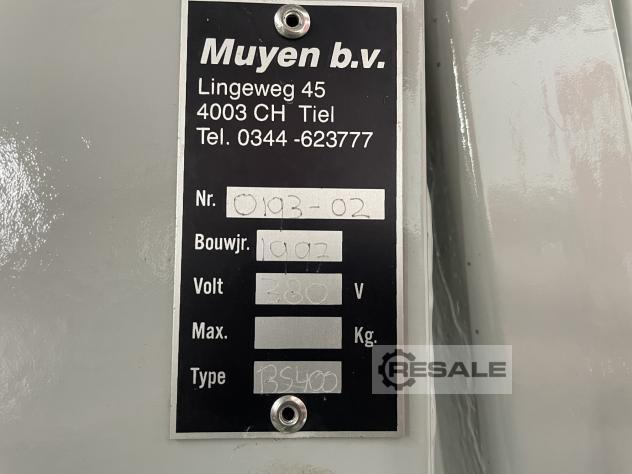 Muyen b.v.
Lingeweg 45
4003 CH Tiel
Tel. 0344 -623777
Nr. 0193-02
Bouwjr. 1992
Volt 380 V
Max. Kg.
Type BS400
RESALE